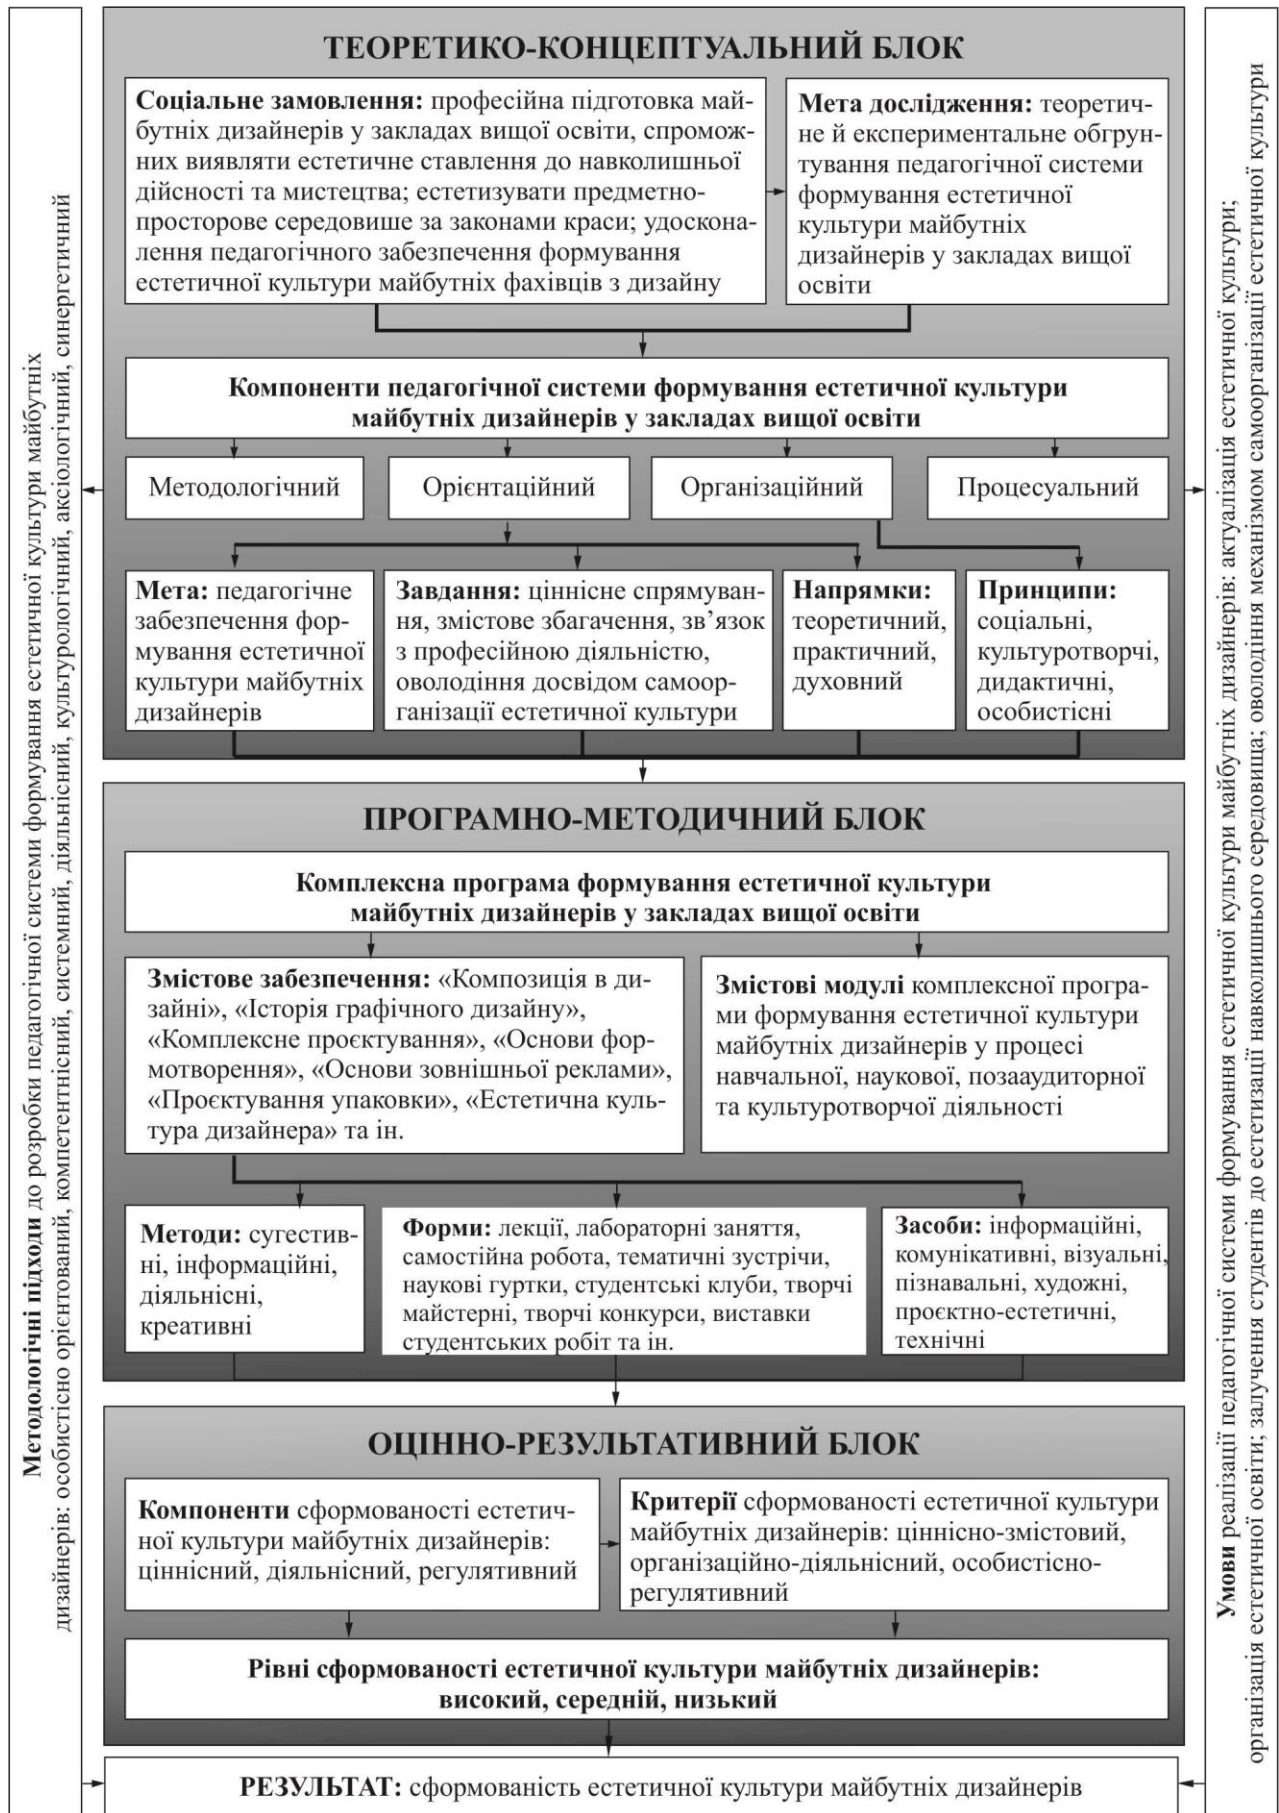 Методологічні підходи до розробки педагогічної системи формування естетичної культури майбутніх
дизайнерів: особистісно орієнтований, компетентнісний, системний, діяльнісний, культурологічний, аксіологічний, синергетичний
ТЕОРЕТИКО-КОНЦЕПТУАЛЬНИЙ БЛОК
Соціальне замовлення: професійна підготовка май-
бутніх дизайнерів у закладах вищої освіти, спромож-
них виявляти естетичне ставлення до навколишньої
дійсності та мистецтва; естетизувати предметно-
просторове середовише за законами краси; удоскона-
лення педагогічного забезпечення формування
естетичної культури майбутніх фахівців з дизайну
Мета дослідження: теоретич-
не й експериментальне обгрун-
тування педагогічної системи
формування естетичної
культури майбутніх
дизайнерів у закладах вищої
освіти
Компоненти педагогічної системи формування естетичної культури
майбутніх дизайнерів у закладах вищої освіти
Методологічний
Орієнтаційний
Організаційний
Процесуальний
Мета: педагогічне
забезпечення фор-
мування естетичної
культури майбутніх
дизайнерів
Завдання: ціннісне спрямуван-
ня, змістове збагачення, зв’язок
з професійною діяльністю,
оволодіння досвідом самоор-
ганізації естетичної культури
Напрямки:
теоретичний,
практичний,
духовний
Принципи:
соціальні,
культуротворчі,
дидактичні,
особистісні
ПРОГРАМНО-МЕТОДИЧНИЙ БЛОК
Комплексна програма формування естетичної культури
майбутніх дизайнерів у закладах вищої освіти
Змістове забезпечення: «Композиція в ди-
зайні», «Історія графічного дизайну»,
«Комплексне проєктування», «Основи фор-
мотворення», «Основи зовнішньої реклами»,
«Проєктування упаковки», «Естетична куль-
тура дизайнера» та ін.
Змістові модулі комплексної програ-
ми формування естетичної культури
майбутніх дизайнерів у процесі
навчальної, наукової, позааудиторної
та культуротворчої діяльності
Методи: сугестив-
ні, інформаційні,
діяльнісні,
креативні
Форми: лекції, лабораторні заняття,
самостійна робота, тематичні зустрічи,
наукові гуртки, студентські клуби, творчі
майстерні, творчі конкурси, виставки
студентських робіт та ін.
Засоби: інформаційні,
комунікативні, візуальні,
пізнавальні, художні,
проєктно-естетичні,
технічні
ОЦІННО-РЕЗУЛЬТАТИВНИЙ БЛОК
Компоненти сформованості естетич-
ної культури майбутніх дизайнерів:
ціннісний, діяльнісний, регулятивний
Критерії сформованості естетичної культури
майбутніх дизайнерів: ціннісно-змістовий,
організаційно-діяльнісний, особистісно-
регулятивний
Рівні сформованості естетичної культури майбутніх дизайнерів:
високий, середній, низький
РЕЗУЛЬТАТ: сформованість естетичної культури майбутніх дизайнерів
Умови реалізації педагогічної системи формування естетичної культури майбутніх дизайнерів: актуалізація естетичної культури;
організація естетичної освіти; залучення студентів до естетизації навколишнього середовища; оволодіння механізмом самоорганізації естетичної культури